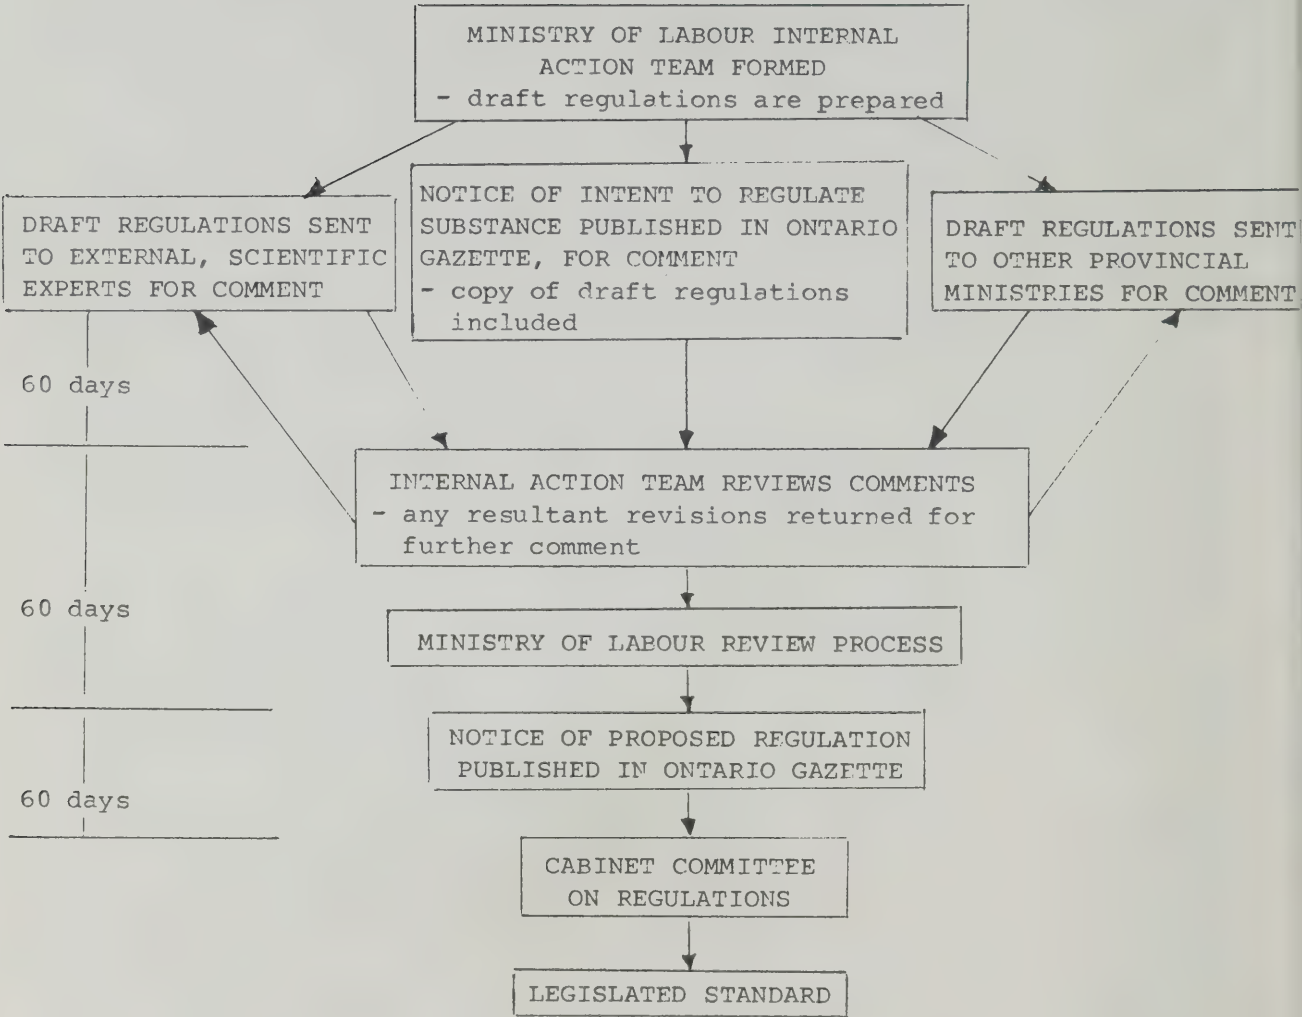 MINISTRY OF LABOUR INTERNAL
ACTION TEAM FORMED
- draft regulations are prepared
DRAFT REGULATIONS SENT
TO EXTERNAL, SCIENTIFIC
EXPERTS FOR COMMENT
NOTICE OF INTENT TO REGULATE
SUBSTANCE PUBLISHED IN ONTARIO
GAZETTE, FOR COMMENT
- copy of draft regulations
included
DRAFT REGULATIONS SENT
TO OTHER PROVINCIAL
MINISTRIES FOR COMMENT
60 days
INTERNAL ACTION TEAM REVIEWS COMMENTS
- any resultant revisions returned for
further comment
60 days
MINISTRY OF LABOUR REVIEW PROCESS
NOTICE OF PROPOSED REGULATION
PUBLISHED IN ONTARIO GAZETTE
60 days
CABINET COMMITTEE
ON REGULATIONS
LEGISLATED STANDARD